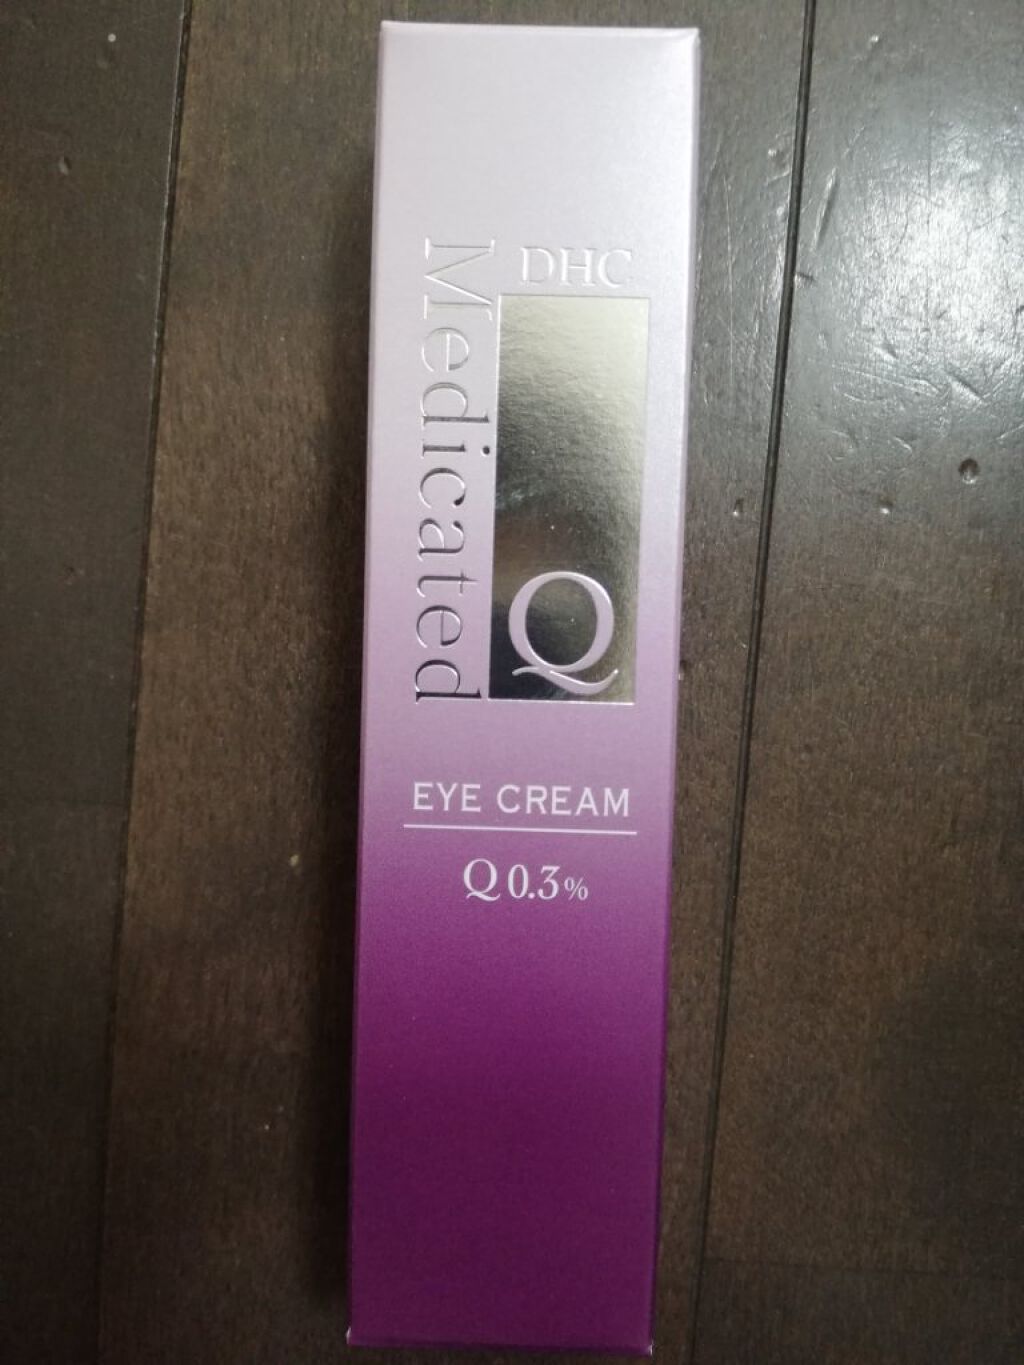 DHC
Medicated
Q
EYE CREAM
Q 0.3%